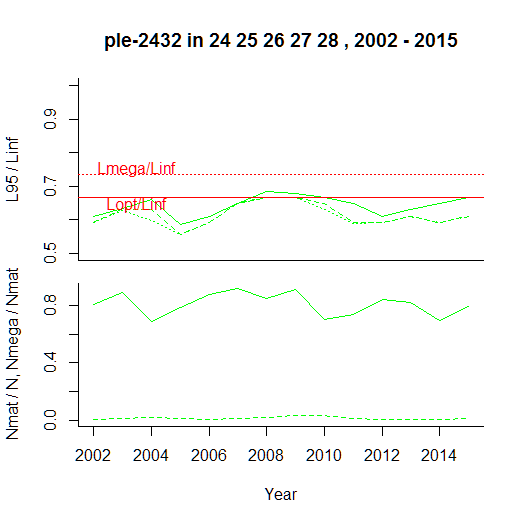 ple-2432 in 24 25 26 27 28 , 2002 - 2015
L95 / Linf
0.9
0.7
0.5
Lmega/Linf
Lopt/Linf
Nmat / N, Nmega / Nmat
0.8
0.4
0.0
2002 2004 2006 2008 2010 2012 2014
Year